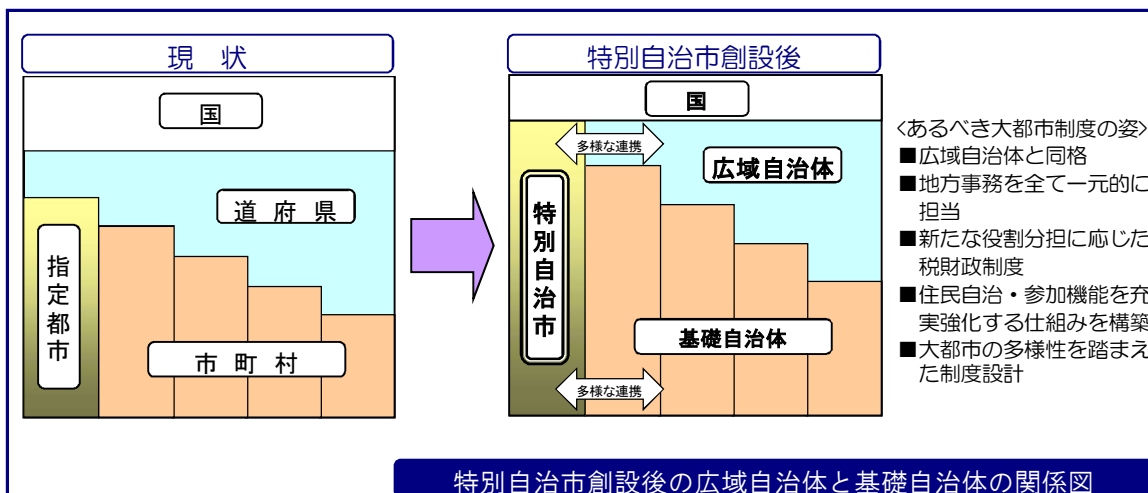 現 状
国
道 府 県
指定都市
市 町 村
特別自治市創設後
国
多様な連携
広域自治体
特別自治市
基礎自治体
多様な連携
<あるべき大都市制度の姿>
■広域自治体と同格
■地方事務を全て一元的に
担当
■新たな役割分担に応じた
税財政制度
■住民自治・参加機能を充
実強化する仕組みを構築
■大都市の多様性を踏まえ
た制度設計
特別自治市創設後の広域自治体と基礎自治体の関係図